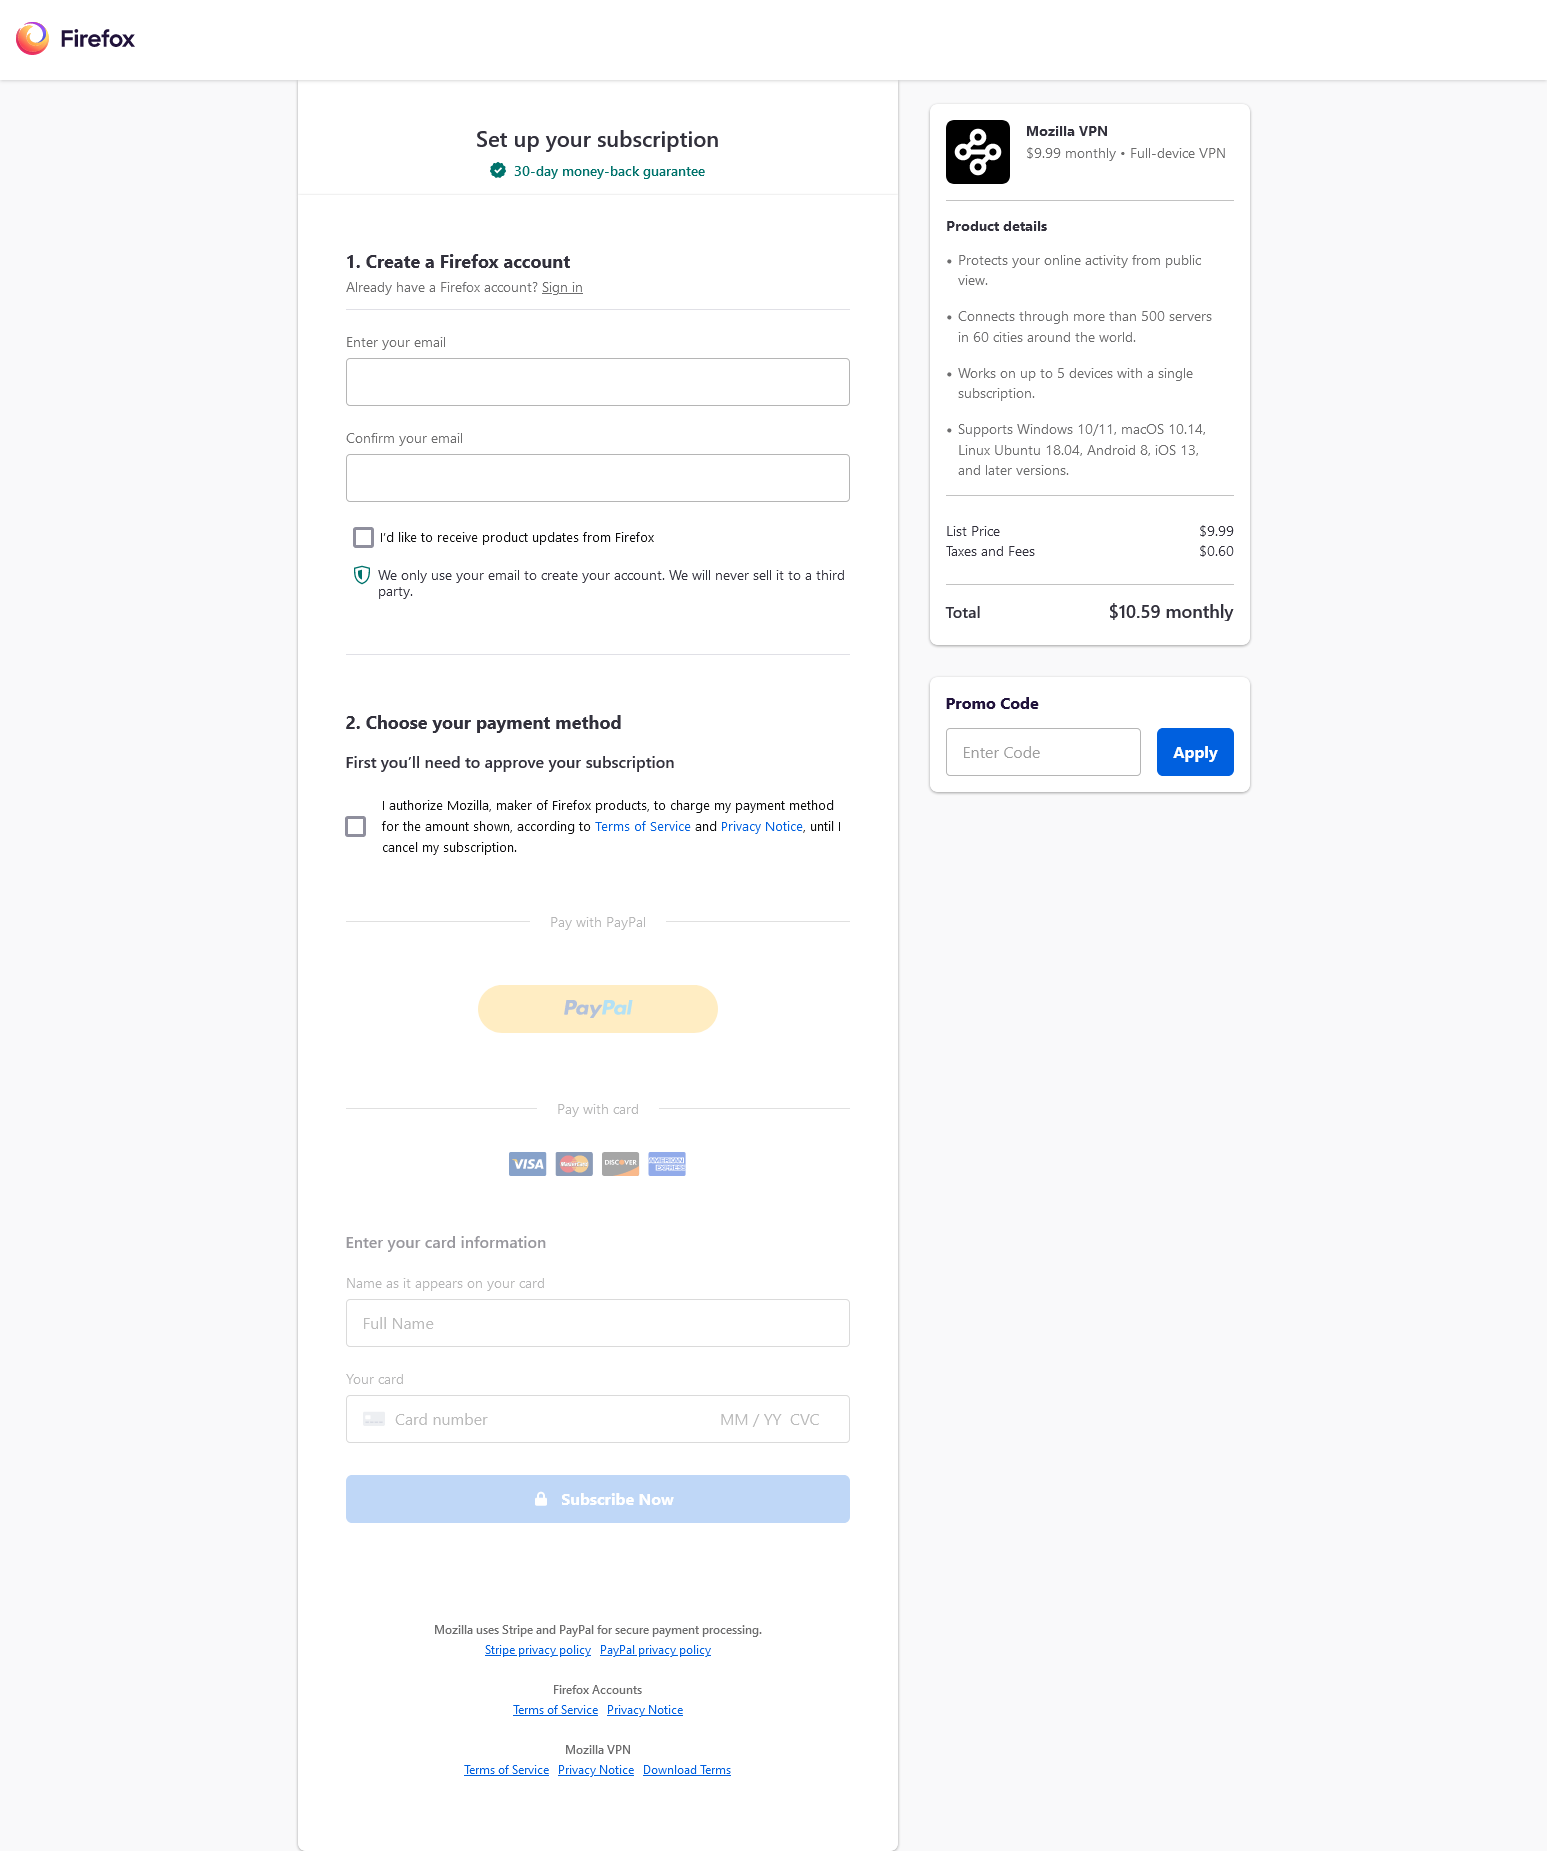 Firefox
Set up your subscription
30-day money-back guarantee
1. Create a Firefox account
Already have a Firefox account? Sign in
Enter your email
Confirm your email
I'd like to receive product updates from Firefox
We only use your email to create your account. We will never sell it to a third
party.
2. Choose your payment method
First you'll need to approve your subscription
I authorize Mozilla, maker of Firefox products, to charge my payment method
for the amount shown, according to Terms of Service and Privacy Notice, until I
cancel my subscription.
Pay with PayPal
PayPal
Pay with card
VISA MasterCard DISCOVER AMERICAN EXPRESS
Enter your card information
Name as it appears on your card
Full Name
Your card
Card number MM / YY CVC
Subscribe Now
Mozilla uses Stripe and PayPal for secure payment processing.
Stripe privacy policy PayPal privacy policy
Firefox Accounts
Terms of Service Privacy Notice
Mozilla VPN
Terms of Service Privacy Notice Download Terms
Mozilla VPN
$9.99 monthly • Full-device VPN
Product details
• Protects your online activity from public
view.
• Connects through more than 500 servers
in 60 cities around the world.
• Works on up to 5 devices with a single
subscription.
• Supports Windows 10/11, macOS 10.14,
Linux Ubuntu 18.04, Android 8, iOS 13,
and later versions.
List Price $9.99
Taxes and Fees $0.60
Total $10.59 monthly
Promo Code
Enter Code Apply